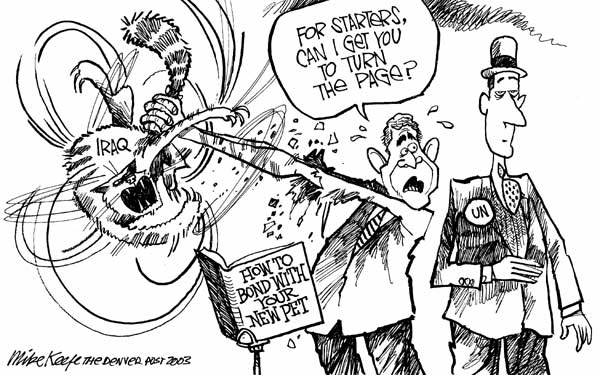 FOR STARTERS,
CAN I GET YOU
TO TURN
THE PAGE?
IRAQ
UN
HOW TO
BOND WITH
YOUR
NEW PET
Mike Keefe THE DENVER POST 2003